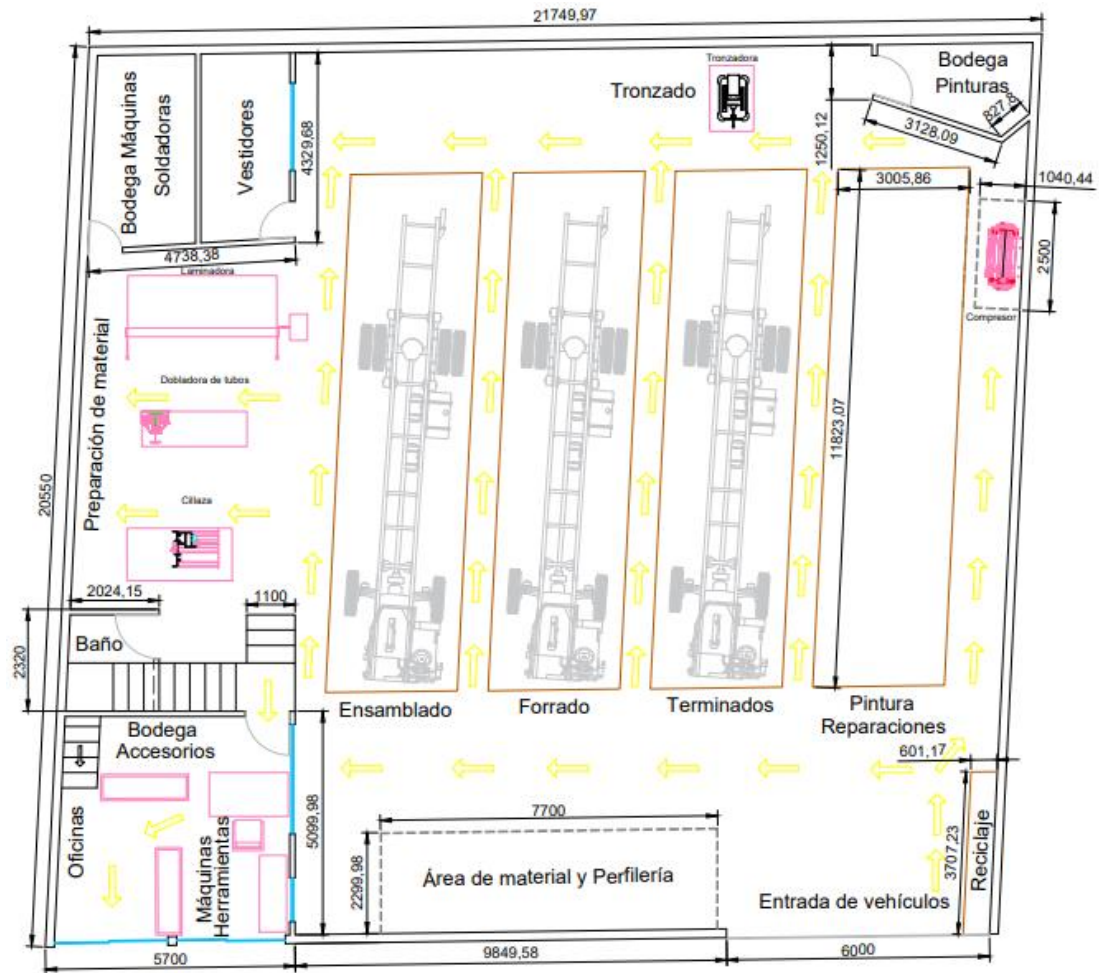 21749,97
Bodega Máquinas
Soldadoras
Vestidores
4329,68
Tronzado
Tronzadora
1250,12
Bodega
Pinturas
827,8
3128,09
3005,86
1040,44
2500
Compresor
4738,38
Laminadora
Preparación de material
Dobladora de tubos
Cillaza
20550
11823,07
2024,15
1100
Baño
2320
Ensamblado
Forrado
Terminados
Pintura
Reparaciones
Bodega
Accesorios
601,17
Oficinas
Máquinas
Herramientas
5099,98
7700
2299,98
Área de material y Perfilería
3707,23
Reciclaje
Entrada de vehículos
5700
9849,58
6000